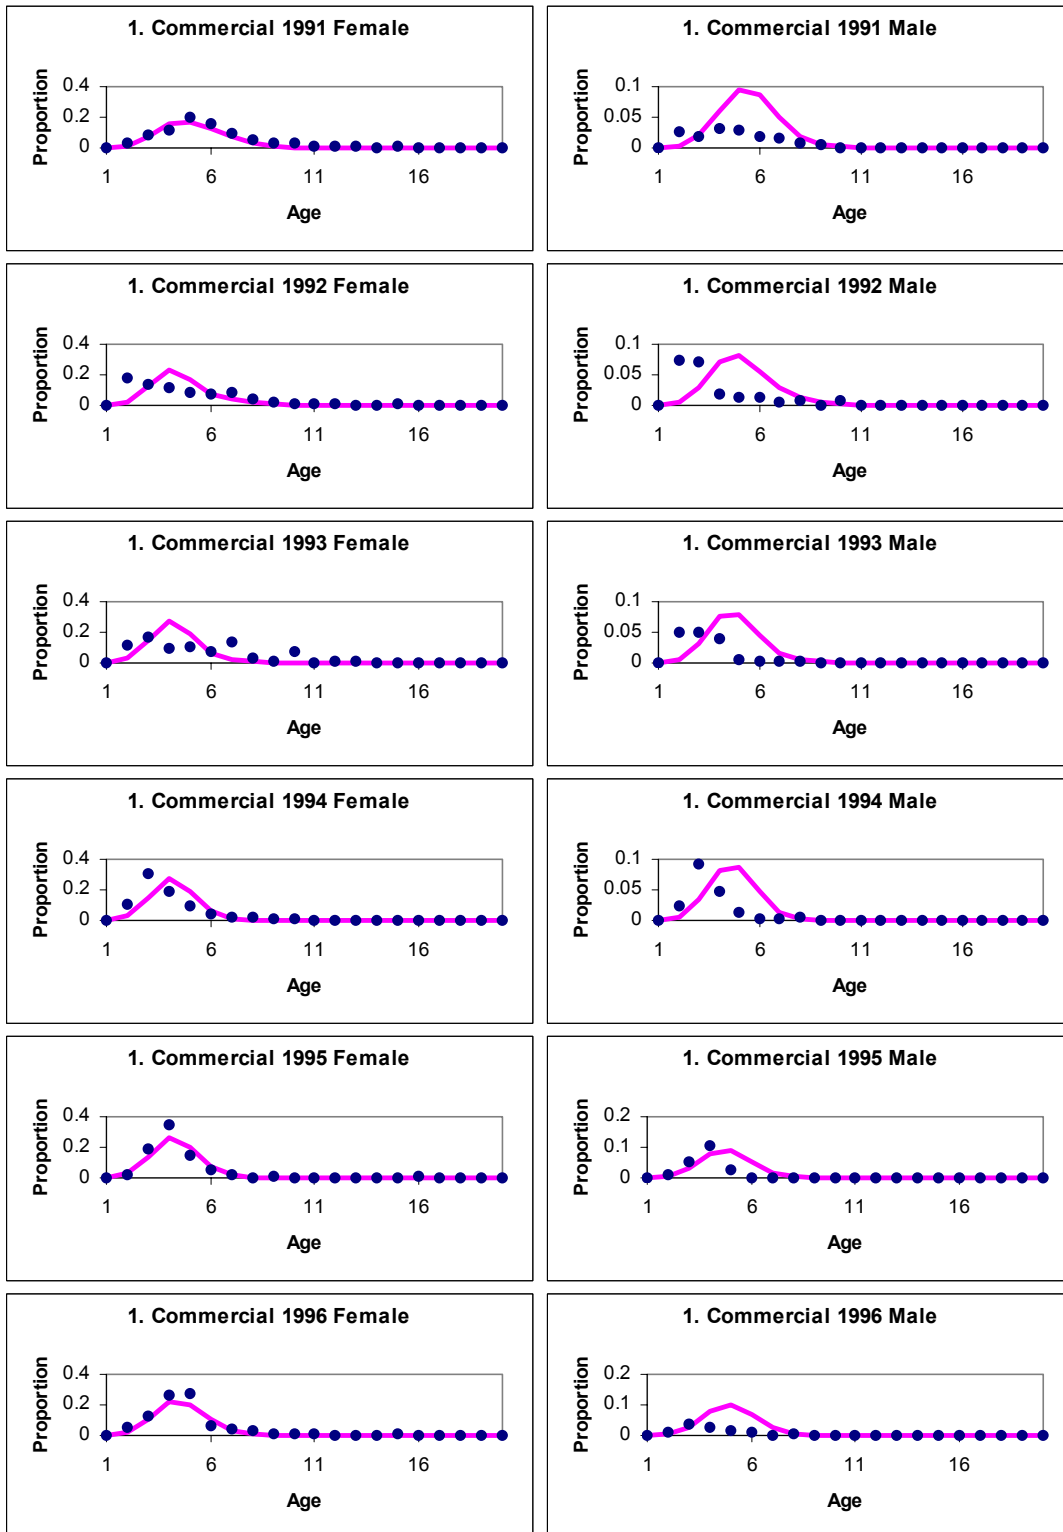 1. Commercial 1991 Female
Proportion
0.4
0.2
0
1 6 11 16
Age
1. Commercial 1991 Male
Proportion
0.1
0.05
0
1 6 11 16
Age
1. Commercial 1992 Female
Proportion
0.4
0.2
0
1 6 11 16
Age
1. Commercial 1992 Male
Proportion
0.1
0.05
0
1 6 11 16
Age
1. Commercial 1993 Female
Proportion
0.4
0.2
0
1 6 11 16
Age
1. Commercial 1993 Male
Proportion
0.1
0.05
0
1 6 11 16
Age
1. Commercial 1994 Female
Proportion
0.4
0.2
0
1 6 11 16
Age
1. Commercial 1994 Male
Proportion
0.1
0.05
0
1 6 11 16
Age
1. Commercial 1995 Female
Proportion
0.4
0.2
0
1 6 11 16
Age
1. Commercial 1995 Male
Proportion
0.2
0.1
0
1 6 11 16
Age
1. Commercial 1996 Female
Proportion
0.4
0.2
0
1 6 11 16
Age
1. Commercial 1996 Male
Proportion
0.2
0.1
0
1 6 11 16
Age